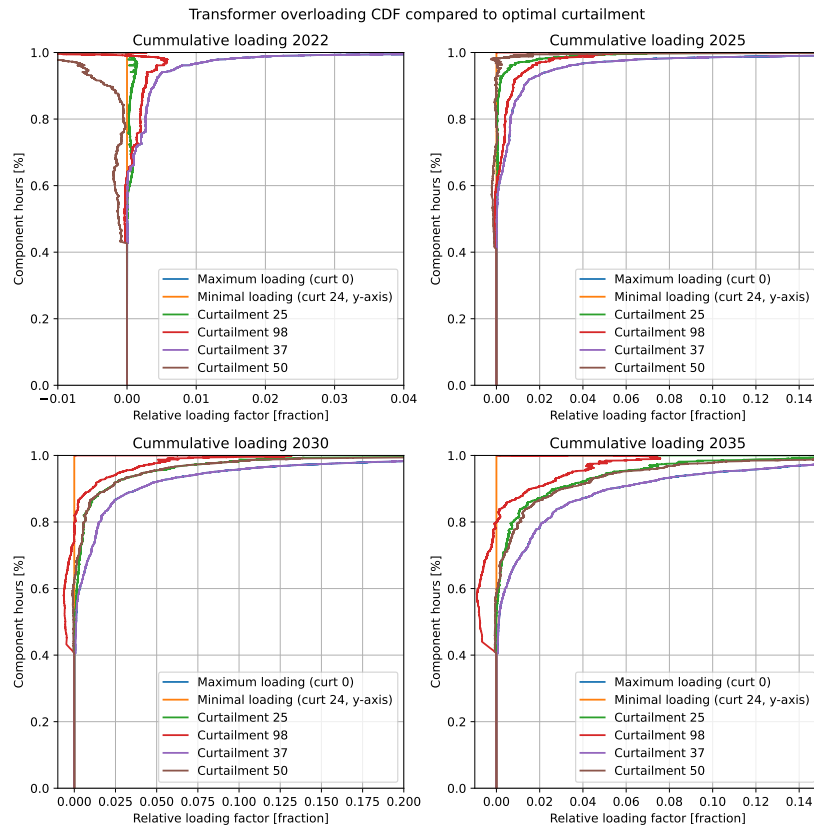 Transformer overloading CDF compared to optimal curtailment
Cummulative loading 2022
Component hours [%]
1.0
0.8
0.6
0.4
0.2
0.0
Maximum loading (curt 0)
Minimal loading (curt 24, y-axis)
Curtailment 25
Curtailment 98
Curtailment 37
Curtailment 50
−0.01 0.00 0.01 0.02 0.03 0.04
Relative loading factor [fraction]
Cummulative loading 2025
Component hours [%]
1.0
0.8
0.6
0.4
0.2
0.0
Maximum loading (curt 0)
Minimal loading (curt 24, y-axis)
Curtailment 25
Curtailment 98
Curtailment 37
Curtailment 50
0.00 0.02 0.04 0.06 0.08 0.10 0.12 0.14
Relative loading factor [fraction]
Cummulative loading 2030
Component hours [%]
1.0
0.8
0.6
0.4
0.2
0.0
Maximum loading (curt 0)
Minimal loading (curt 24, y-axis)
Curtailment 25
Curtailment 98
Curtailment 37
Curtailment 50
0.000 0.025 0.050 0.075 0.100 0.125 0.150 0.175 0.200
Relative loading factor [fraction]
Cummulative loading 2035
Component hours [%]
1.0
0.8
0.6
0.4
0.2
0.0
Maximum loading (curt 0)
Minimal loading (curt 24, y-axis)
Curtailment 25
Curtailment 98
Curtailment 37
Curtailment 50
0.00 0.02 0.04 0.06 0.08 0.10 0.12 0.14
Relative loading factor [fraction]